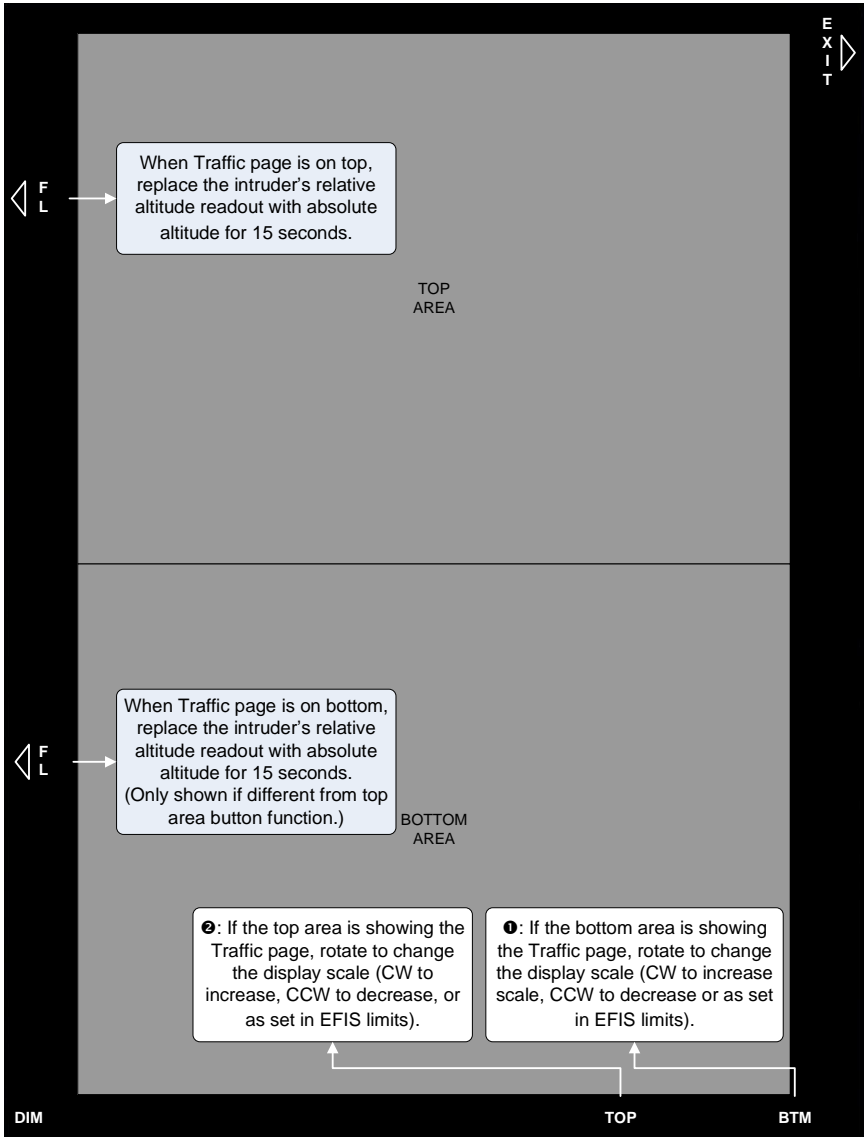 E
X
I
T
F
L
When Traffic page is on top,
replace the intruder’s relative
altitude readout with absolute
altitude for 15 seconds.
TOP
AREA
F
L
When Traffic page is on bottom,
replace the intruder’s relative
altitude readout with absolute
altitude for 15 seconds.
(Only shown if different from top
area button function.)
BOTTOM
AREA
❷: If the top area is showing the
Traffic page, rotate to change
the display scale (CW to
increase, CCW to decrease, or
as set in EFIS limits).
❶: If the bottom area is showing
the Traffic page, rotate to change
the display scale (CW to increase
scale, CCW to decrease or as set
in EFIS limits).
DIM
TOP
BTM